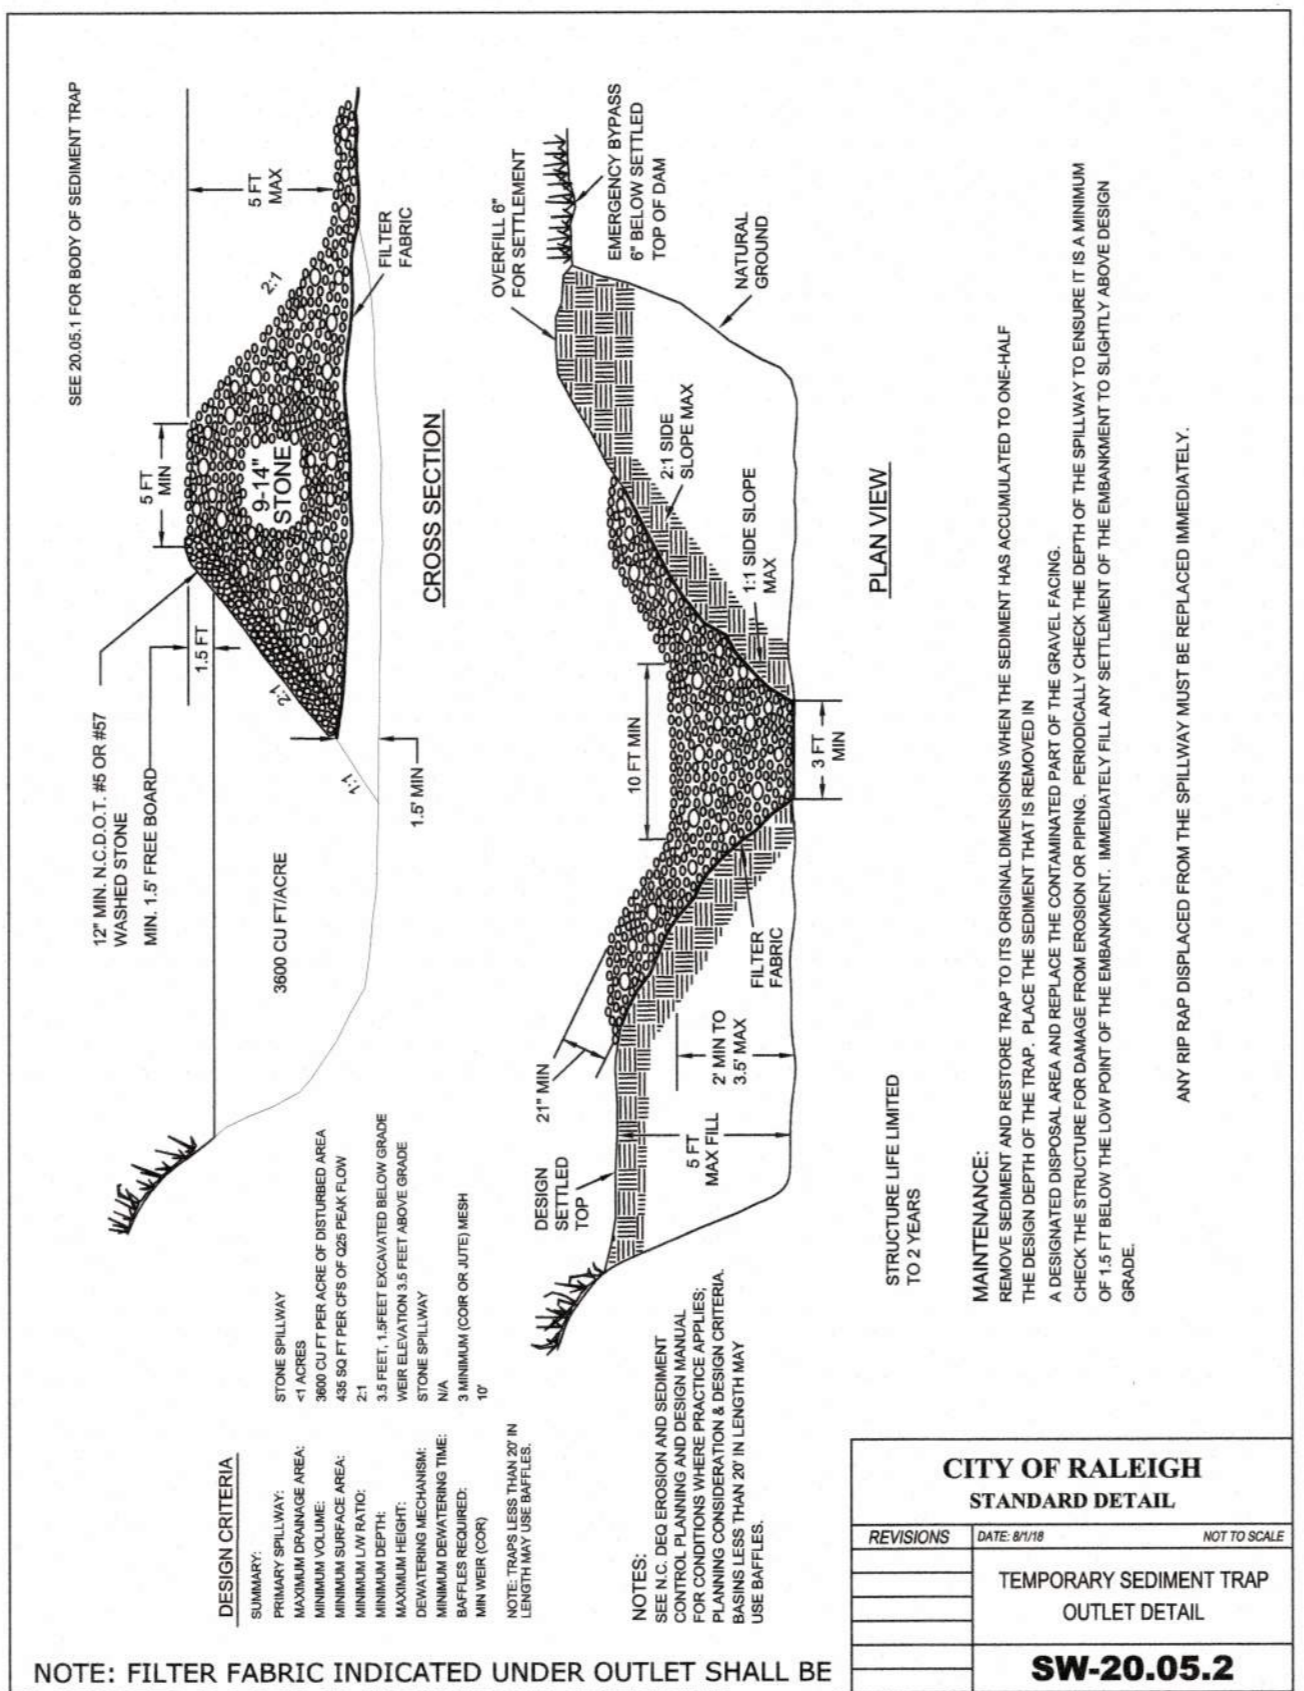 SEE 20.05.1 FOR BODY OF SEDIMENT TRAP
12" MIN. N.C.D.O.T. #5 OR #57
WASHED STONE
MIN. 1.5' FREE BOARD
1.5 FT
5 FT
MIN
5 FT
MAX
2:1
9-14"
STONE
2:1
FILTER
FABRIC
1:1
1.5' MIN
3600 CU FT/ACRE
CROSS SECTION
DESIGN CRITERIA
SUMMARY:
PRIMARY SPILLWAY: STONE SPILLWAY
MAXIMUM DRAINAGE AREA: <1 ACRES
MINIMUM VOLUME: 3600 CU FT PER ACRE OF DISTURBED AREA
MINIMUM SURFACE AREA: 435 SQ FT PER CFS OF Q25 PEAK FLOW
MINIMUM L/W RATIO: 2:1
MINIMUM DEPTH: 3.5 FEET, 1.5FEET EXCAVATED BELOW GRADE
MAXIMUM HEIGHT: WEIR ELEVATION 3.5 FEET ABOVE GRADE
DEWATERING MECHANISM: STONE SPILLWAY
MINIMUM DEWATERING TIME: N/A
BAFFLES REQUIRED: 3 MINIMUM (COIR OR JUTE) MESH
MIN WEIR (COR) 10'
NOTE: TRAPS LESS THAN 20' IN
LENGTH MAY USE BAFFLES.
OVERFILL 6"
FOR SETTLEMENT
EMERGENCY BYPASS
6" BELOW SETTLED
TOP OF DAM
NATURAL
GROUND
2:1 SIDE
SLOPE MAX
1:1 SIDE SLOPE
MAX
10 FT MIN
3 FT
MIN
FILTER
FABRIC
21" MIN
2' MIN TO
3.5' MAX
5 FT
MAX FILL
DESIGN
SETTLED
TOP
PLAN VIEW
NOTES:
SEE N.C. DEQ EROSION AND SEDIMENT
CONTROL PLANNING AND DESIGN MANUAL
FOR CONDITIONS WHERE PRACTICE APPLIES;
PLANNING CONSIDERATION & DESIGN CRITERIA.
BASINS LESS THAN 20' IN LENGTH MAY
USE BAFFLES.
STRUCTURE LIFE LIMITED
TO 2 YEARS
MAINTENANCE:
REMOVE SEDIMENT AND RESTORE TRAP TO ITS ORIGINAL DIMENSIONS WHEN THE SEDIMENT HAS ACCUMULATED TO ONE-HALF
THE DESIGN DEPTH OF THE TRAP. PLACE THE SEDIMENT THAT IS REMOVED IN
A DESIGNATED DISPOSAL AREA AND REPLACE THE CONTAMINATED PART OF THE GRAVEL FACING.
CHECK THE STRUCTURE FOR DAMAGE FROM EROSION OR PIPING. PERIODICALLY CHECK THE DEPTH OF THE SPILLWAY TO ENSURE IT IS A MINIMUM
OF 1.5 FT BELOW THE LOW POINT OF THE EMBANKMENT. IMMEDIATELY FILL ANY SETTLEMENT OF THE EMBANKMENT TO SLIGHTLY ABOVE DESIGN
GRADE.
ANY RIP RAP DISPLACED FROM THE SPILLWAY MUST BE REPLACED IMMEDIATELY.
NOTE: FILTER FABRIC INDICATED UNDER OUTLET SHALL BE
CITY OF RALEIGH
STANDARD DETAIL
REVISIONS DATE: 8/1/18 NOT TO SCALE
TEMPORARY SEDIMENT TRAP
OUTLET DETAIL
SW-20.05.2